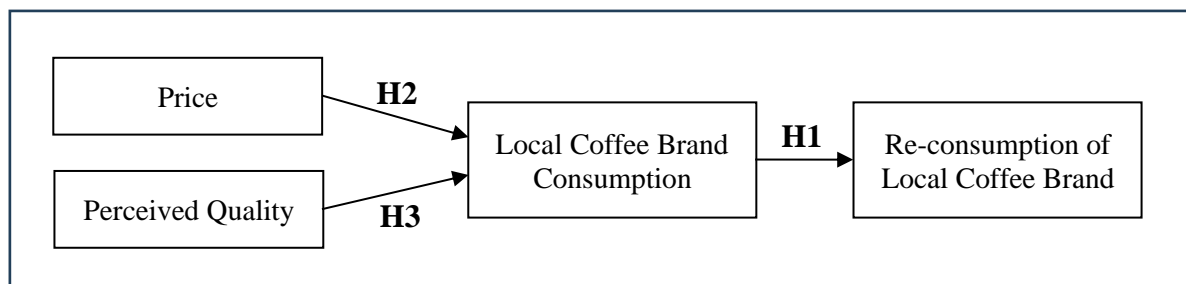 Price
H2
Perceived Quality
H3
Local Coffee Brand
Consumption
H1
Re-consumption of
Local Coffee Brand